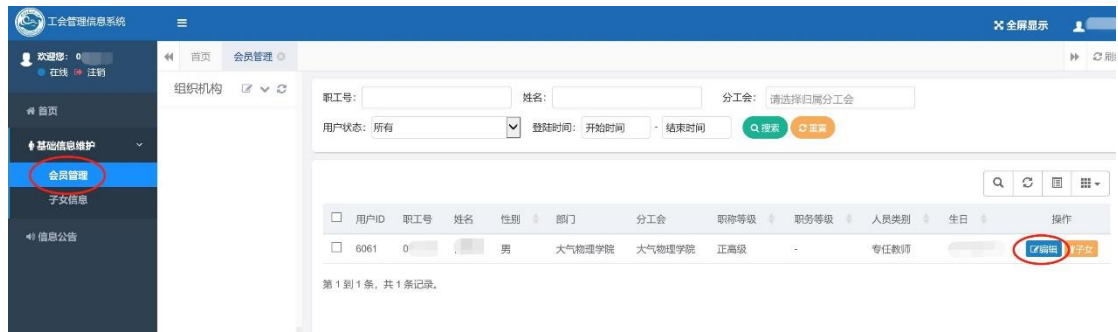 工会管理信息系统
全屏显示
欢迎您: 0
在线 注销
首页 会员管理
组织机构
首页
基础信息维护
会员管理
子女信息
信息公告
职工号: 姓名: 分工会: 请选择归属分工会
用户状态: 所有 登陆时间: 开始时间 - 结束时间 搜索 重置
用户ID 职工号 姓名 性别 部门 分工会 职称等级 职务等级 人员类别 生日 操作
6061 0 男 大气物理学院 大气物理学院 正高级 - 专任教师 编辑 子女
第 1 到 1 条,共 1 条记录。